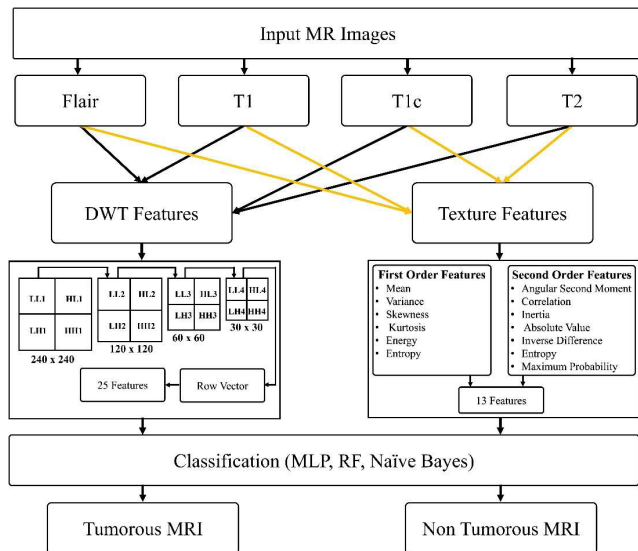 Input MR Images
Flair
T1
T1c
T2
DWT Features
Texture Features
LL1 HL1
LH1 HH1
240 x 240
LL2 HL2
LH2 HH2
120 x 120
LL3 HL3
LH3 HH3
60 x 60
LL4 HL4
LH4 HH4
30 x 30
25 Features
Row Vector
First Order Features
• Mean
• Variance
• Skewness
• Kurtosis
• Energy
• Entropy
Second Order Features
• Angular Second Moment
• Correlation
• Inertia
• Absolute Value
• Inverse Difference
• Entropy
• Maximum Probability
13 Features
Classification (MLP, RF, Naïve Bayes)
Tumorous MRI
Non Tumorous MRI